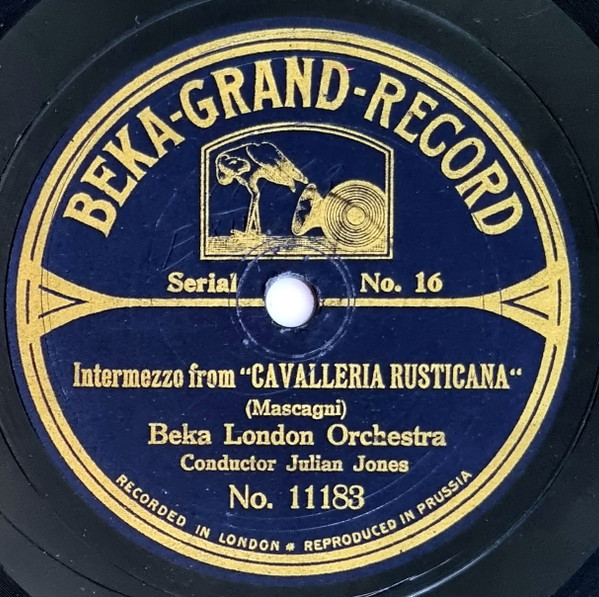 BEKA-GRAND-RECORD
Serial No. 16
Intermezzo from “CAVALLERIA RUSTICANA“
(Mascagni)
Beka London Orchestra
Conductor Julian Jones
No. 11183
RECORDED IN LONDON * REPRODUCED IN PRUSSIA